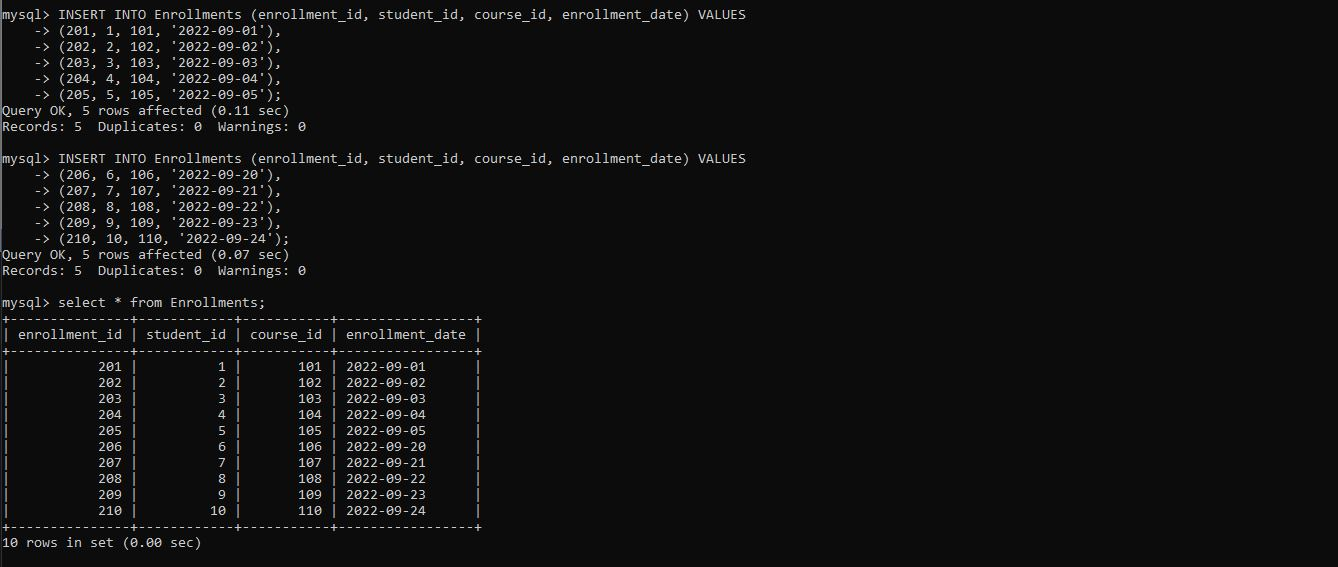 mysql> INSERT INTO Enrollments (enrollment_id, student_id, course_id, enrollment_date) VALUES
    -> (201, 1, 101, '2022-09-01'),
    -> (202, 2, 102, '2022-09-02'),
    -> (203, 3, 103, '2022-09-03'),
    -> (204, 4, 104, '2022-09-04'),
    -> (205, 5, 105, '2022-09-05');
Query OK, 5 rows affected (0.11 sec)
Records: 5  Duplicates: 0  Warnings: 0

mysql> INSERT INTO Enrollments (enrollment_id, student_id, course_id, enrollment_date) VALUES
    -> (206, 6, 106, '2022-09-20'),
    -> (207, 7, 107, '2022-09-21'),
    -> (208, 8, 108, '2022-09-22'),
    -> (209, 9, 109, '2022-09-23'),
    -> (210, 10, 110, '2022-09-24');
Query OK, 5 rows affected (0.07 sec)
Records: 5  Duplicates: 0  Warnings: 0

mysql> select * from Enrollments;
+---------------+------------+-----------+-----------------+
| enrollment_id | student_id | course_id | enrollment_date |
+---------------+------------+-----------+-----------------+
|           201 |          1 |       101 | 2022-09-01      |
|           202 |          2 |       102 | 2022-09-02      |
|           203 |          3 |       103 | 2022-09-03      |
|           204 |          4 |       104 | 2022-09-04      |
|           205 |          5 |       105 | 2022-09-05      |
|           206 |          6 |       106 | 2022-09-20      |
|           207 |          7 |       107 | 2022-09-21      |
|           208 |          8 |       108 | 2022-09-22      |
|           209 |          9 |       109 | 2022-09-23      |
|           210 |         10 |       110 | 2022-09-24      |
+---------------+------------+-----------+-----------------+
10 rows in set (0.00 sec)